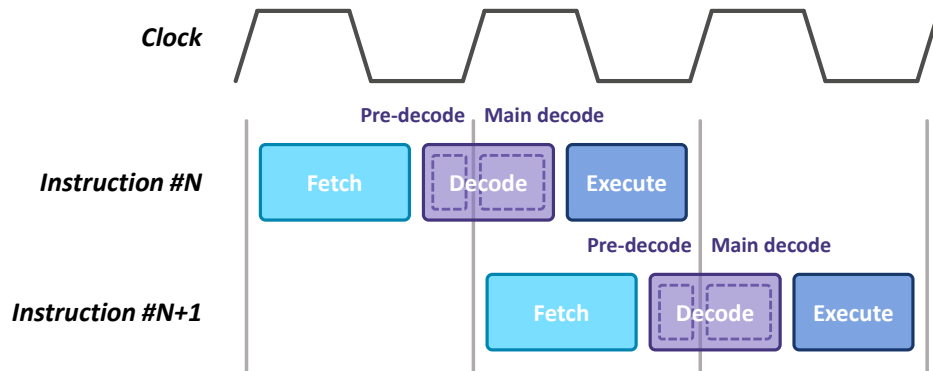 Clock
Pre-decode Main decode
Instruction #N
Fetch
Decode
Execute
Pre-decode Main decode
Instruction #N+1
Fetch
Decode
Execute